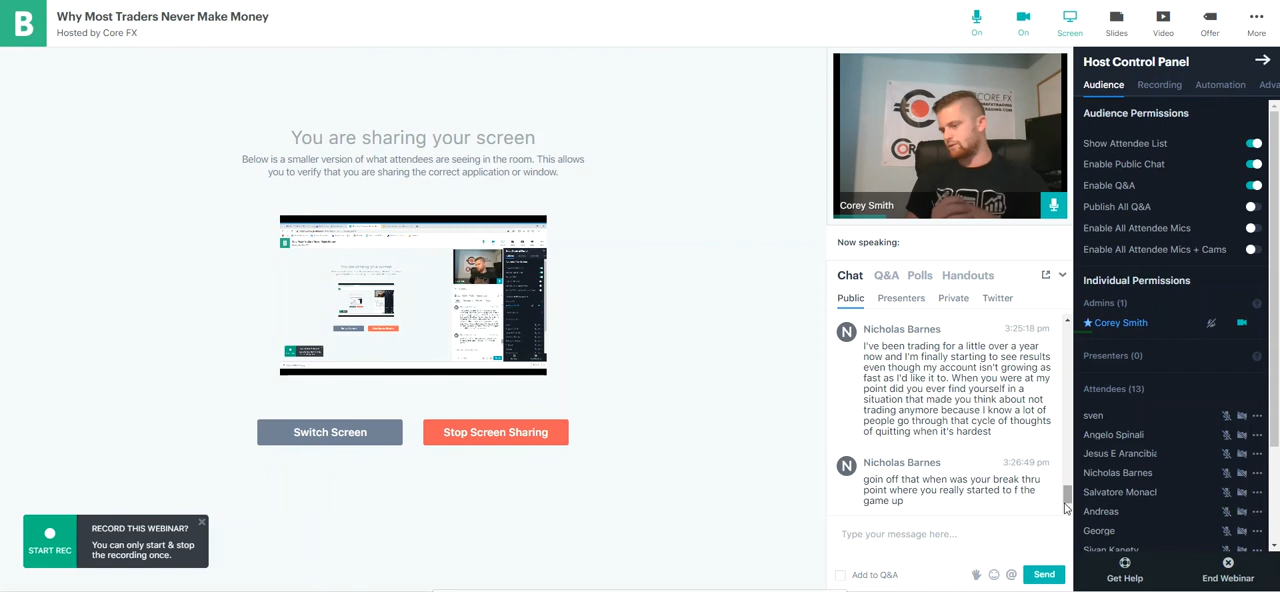 B
Why Most Traders Never Make Money
Hosted by Core FX
On
On
Screen
Slides
Video
Offer
More
You are sharing your screen
Below is a smaller version of what attendees are seeing in the room. This allows
you to verify that you are sharing the correct application or window.
Switch Screen
Stop Screen Sharing
START REC
RECORD THIS WEBINAR?
You can only start & stop
the recording once.
CORE.FX
Corey Smith
Now speaking:
Chat
Q&A
Polls
Handouts
Public
Presenters
Private
Twitter
N
Nicholas Barnes
3:25:18 pm
I've been trading for a little over a year
now and I'm finally starting to see results
even though my account isn't growing as
fast as I'd like it to. When you were at my
point did you ever find yourself in a
situation that made you think about not
trading anymore because I know a lot of
people go through that cycle of thoughts
of quitting when it's hardest
N
Nicholas Barnes
3:26:49 pm
goin off that when was your break thru
point where you really started to f the
game up
Type your message here...
Add to Q&A
@
Send
Host Control Panel
Audience
Recording
Automation
Adva
Audience Permissions
Show Attendee List
Enable Public Chat
Enable Q&A
Publish All Q&A
Enable All Attendee Mics
Enable All Attendee Mics + Cams
Individual Permissions
Admins (1)
Corey Smith
Presenters (0)
Attendees (13)
sven
Angelo Spinali
Jesus E Arancibia
Nicholas Barnes
Salvatore Monacl
Andreas
George
Sivan Kanety
Get Help
End Webinar